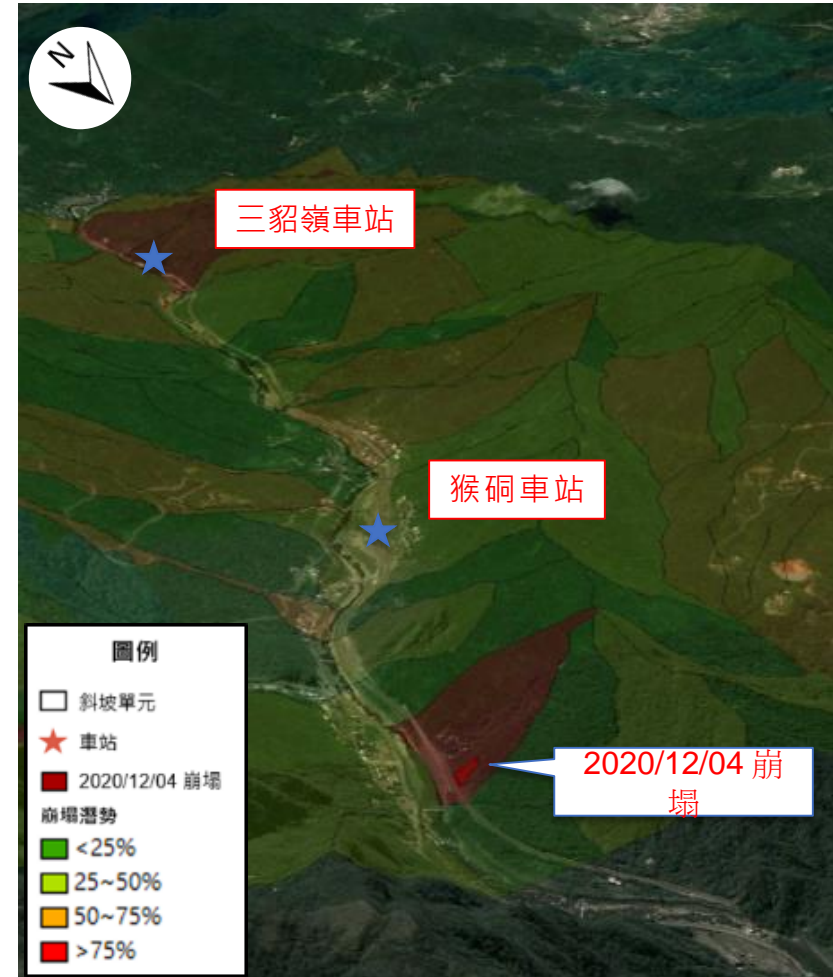 N
三貂嶺車站
猴硐車站
2020/12/04 崩
塌
圖例
斜坡單元
車站
2020/12/04 崩塌
崩塌潛勢
<25%
25~50%
50~75%
>75%